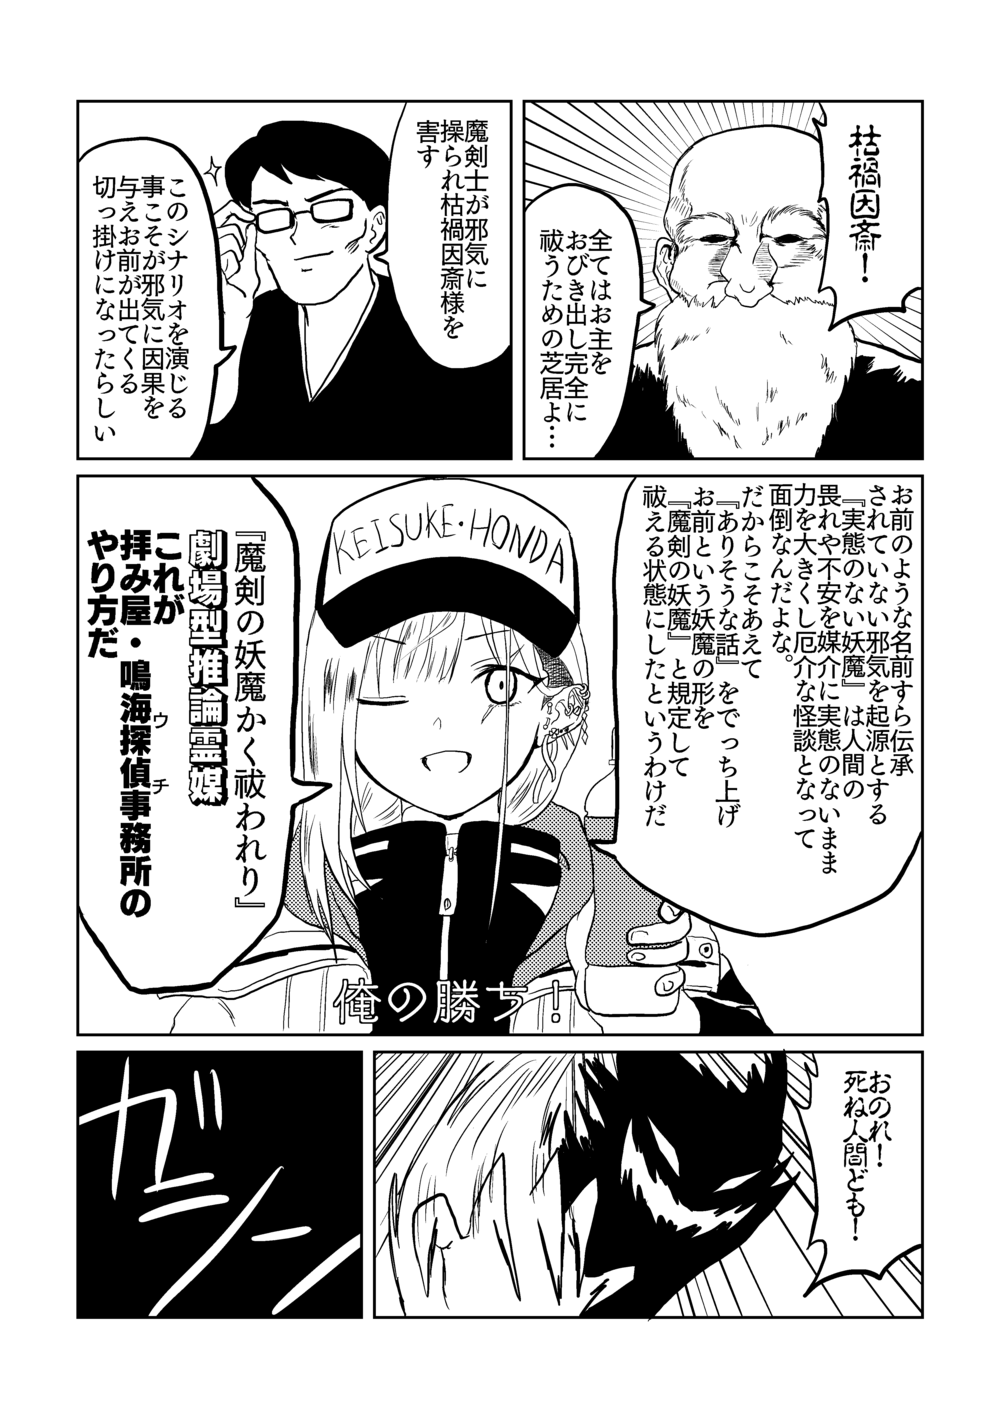 枯禍因斎！
全てはお主を
おびき出し完全に
祓うための芝居よ…
魔剣士が邪気に
操られ枯禍因斎様を
害す
このシナリオを演じる
事こそが邪気に因果を
与えお前が出てくる
切っ掛けになったらしい
お前のような名前すら伝承
されていない邪気を起源とする
『実態のない妖魔』は人間の
畏れや不安を媒介に実態のないまま
力を大きくし厄介な怪談となって
面倒なんだよな。
だからこそあえて
『ありそうな話』をでっち上げ
お前という妖魔の形を
『魔剣の妖魔』と規定して
祓える状態にしたというわけだ
KEISUKE・HONDA
『魔剣の妖魔かく祓われり』
劇場型推論霊媒
これが
拝み屋・鳴海探偵事務所の
ウチ
やり方だ
俺の勝ち！
おのれ！
死ね人間ども！
ガシーン